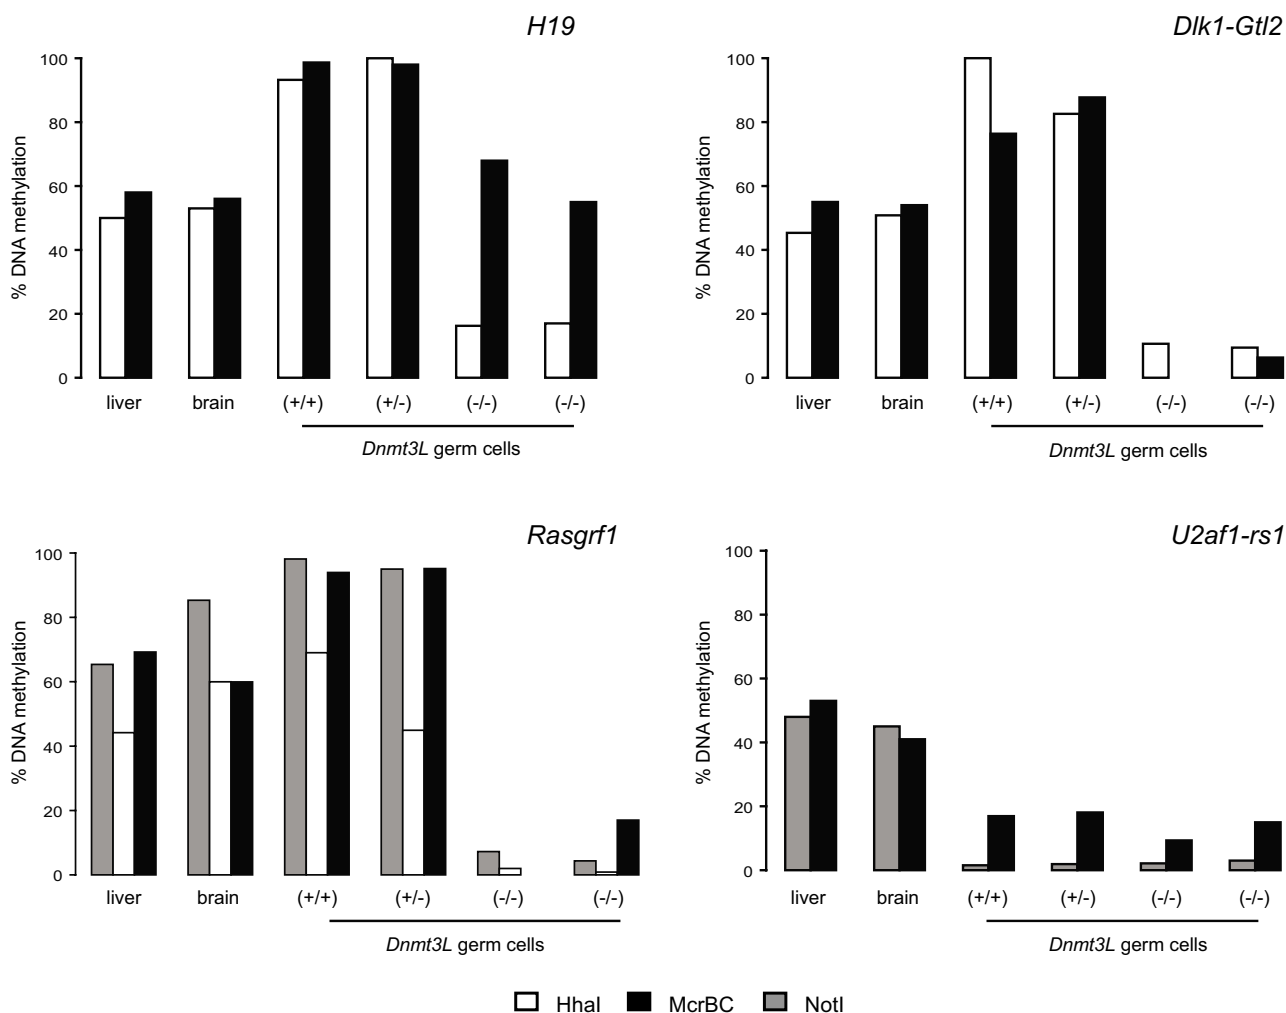 H19
100
80
60
40
20
0
% DNA methylation
liver brain (+/+) (+/-) (-/-) (-/-)
Dnmt3L germ cells
Dlk1-Gtl2
100
80
60
40
20
0
% DNA methylation
liver brain (+/+) (+/-) (-/-) (-/-)
Dnmt3L germ cells
Rasgrf1
100
80
60
40
20
0
% DNA methylation
liver brain (+/+) (+/-) (-/-) (-/-)
Dnmt3L germ cells
U2af1-rs1
100
80
60
40
20
0
% DNA methylation
liver brain (+/+) (+/-) (-/-) (-/-)
Dnmt3L germ cells
HhaI McrBC NotI